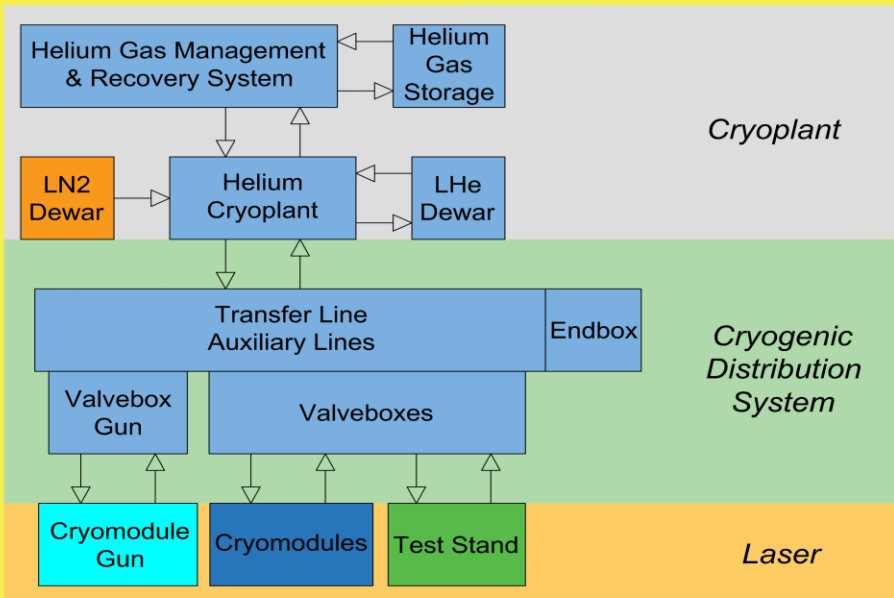 Helium Gas Management
& Recovery System
Helium
Gas
Storage
Cryoplant
LN2
Dewar
Helium
Cryoplant
LHe
Dewar
Transfer Line
Auxiliary Lines
Endbox
Cryogenic
Distribution
System
Valvebox
Gun
Valveboxes
Cryomodule
Gun
Cryomodules
Test Stand
Laser